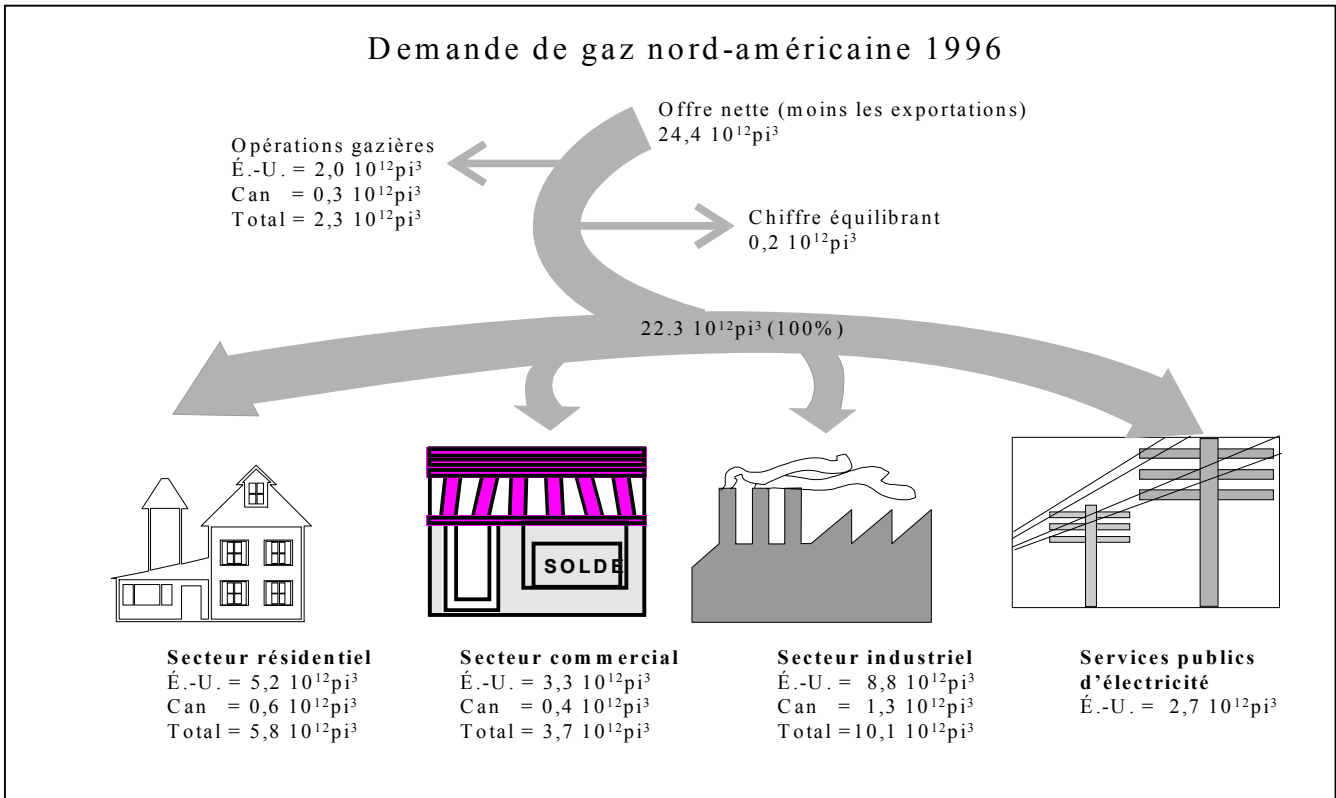 Demande de gaz nord-américaine 1996
Offre nette (moins les exportations)
24,4 10¹²pi³
Opérations gazières
É.-U. = 2,0 10¹²pi³
Can = 0,3 10¹²pi³
Total = 2,3 10¹²pi³
Chiffre équilibrant
0,2 10¹²pi³
22.3 10¹²pi³ (100%)
SOLDE
Secteur résidentiel
É.-U. = 5,2 10¹²pi³
Can = 0,6 10¹²pi³
Total = 5,8 10¹²pi³
Secteur commercial
É.-U. = 3,3 10¹²pi³
Can = 0,4 10¹²pi³
Total = 3,7 10¹²pi³
Secteur industriel
É.-U. = 8,8 10¹²pi³
Can = 1,3 10¹²pi³
Total =10,1 10¹²pi³
Services publics
d'électricité
É.-U. = 2,7 10¹²pi³